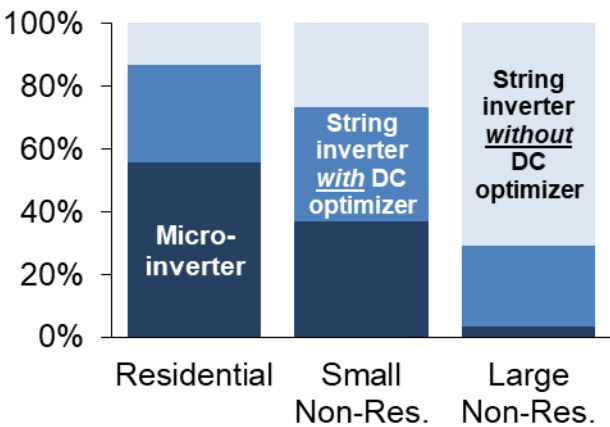 100%
80%
60%
40%
20%
0%
Micro-
inverter
String
inverter
with DC
optimizer
String
inverter
without
DC
optimizer
Residential
Small
Non-Res.
Large
Non-Res.